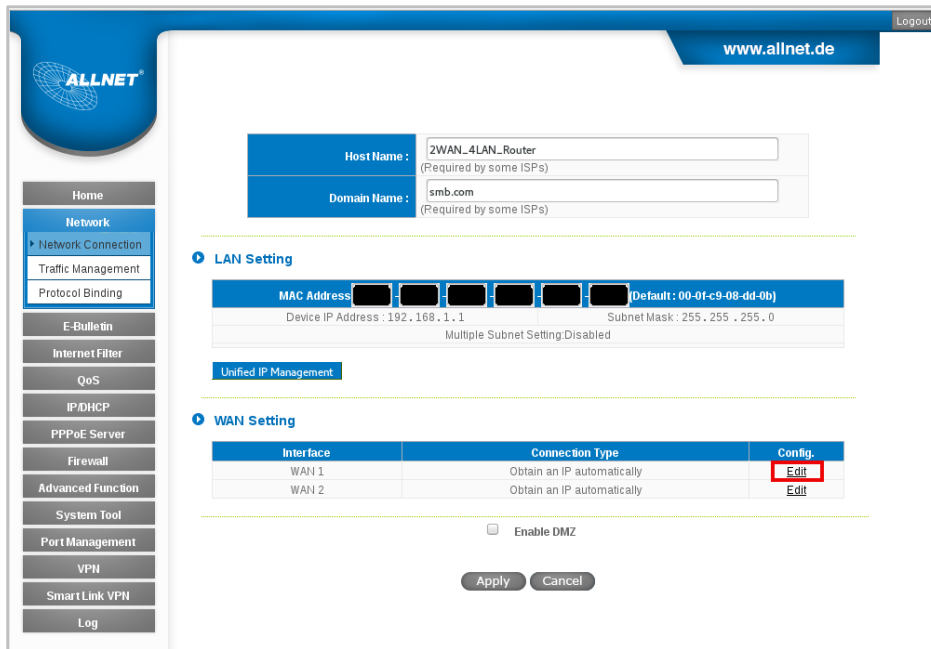 Logout
www.allnet.de
ALLNET®
Host Name : 2WAN_4LAN_Router
(Required by some ISPs)
Domain Name : smb.com
(Required by some ISPs)
Home
Network
Network Connection
Traffic Management
Protocol Binding
E-Bulletin
Internet Filter
QoS
IP/DHCP
PPPoE Server
Firewall
Advanced Function
System Tool
Port Management
VPN
Smart Link VPN
Log
LAN Setting
MAC Address - - - - - (Default : 00-0f-c9-08-dd-0b)
Device IP Address : 192.168.1.1 Subnet Mask : 255.255 .255.0
Multiple Subnet Setting:Disabled
Unified IP Management
WAN Setting
Interface Connection Type Config.
WAN 1 Obtain an IP automatically Edit
WAN 2 Obtain an IP automatically Edit
Enable DMZ
Apply Cancel